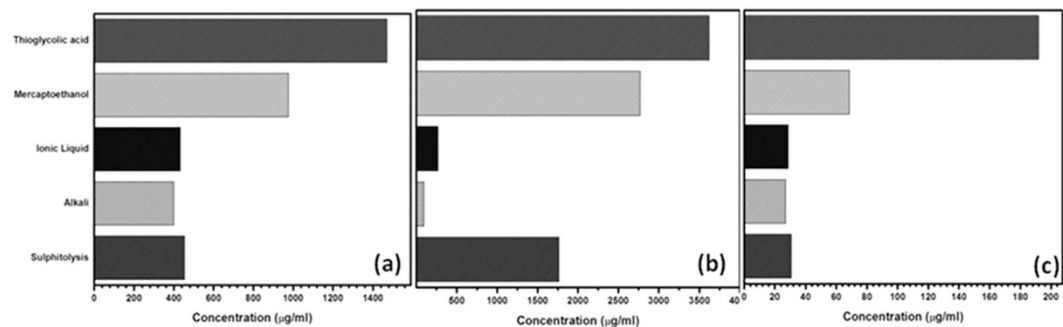 Thioglycolic acid
Mercaptoethanol
Ionic Liquid
Alkali
Sulphitolysis
(a)
0 200 400 600 800 1000 1200 1400
Concentration (μg/ml)
(b)
500 1000 1500 2000 2500 3000 3500 40
Concentration (μg/ml)
(c)
0 20 40 60 80 100 120 140 160 180 200
Concentration (μg/ml)